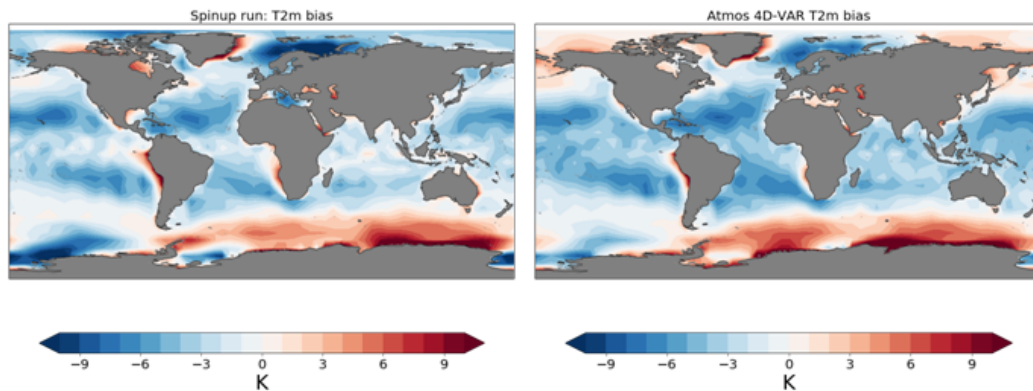 Spinup run: T2m bias
Atmos 4D-VAR T2m bias
−9 −6 −3 0 3 6 9
K
−9 −6 −3 0 3 6 9
K